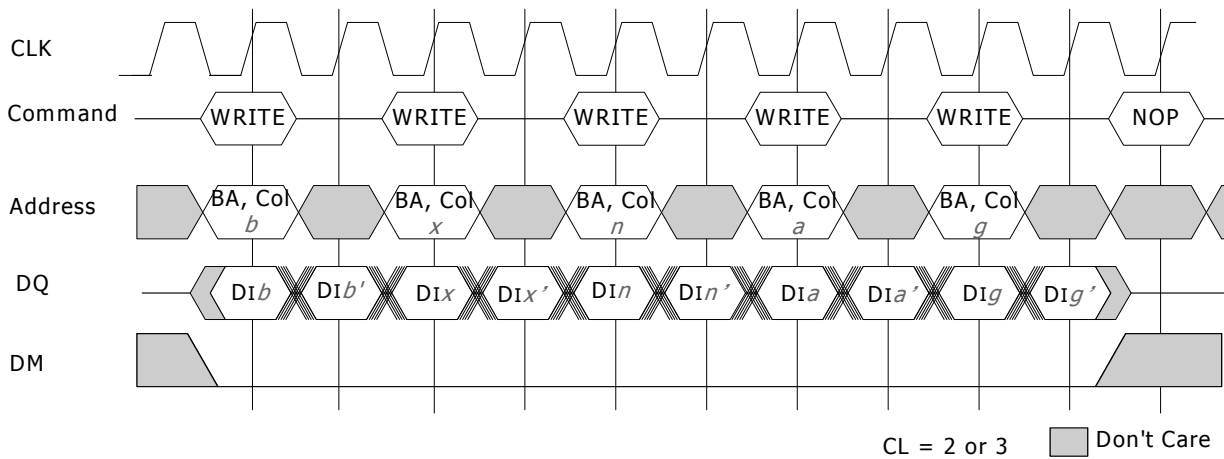 CLK
Command
WRITE WRITE WRITE WRITE WRITE NOP
Address
BA, Col BA, Col BA, Col BA, Col BA, Col
b x n a g
DQ
DIb DIb' DIx DIx’ DIn DIn’ DIa DIa’ DIg DIg’
DM
CL = 2 or 3
Don't Care